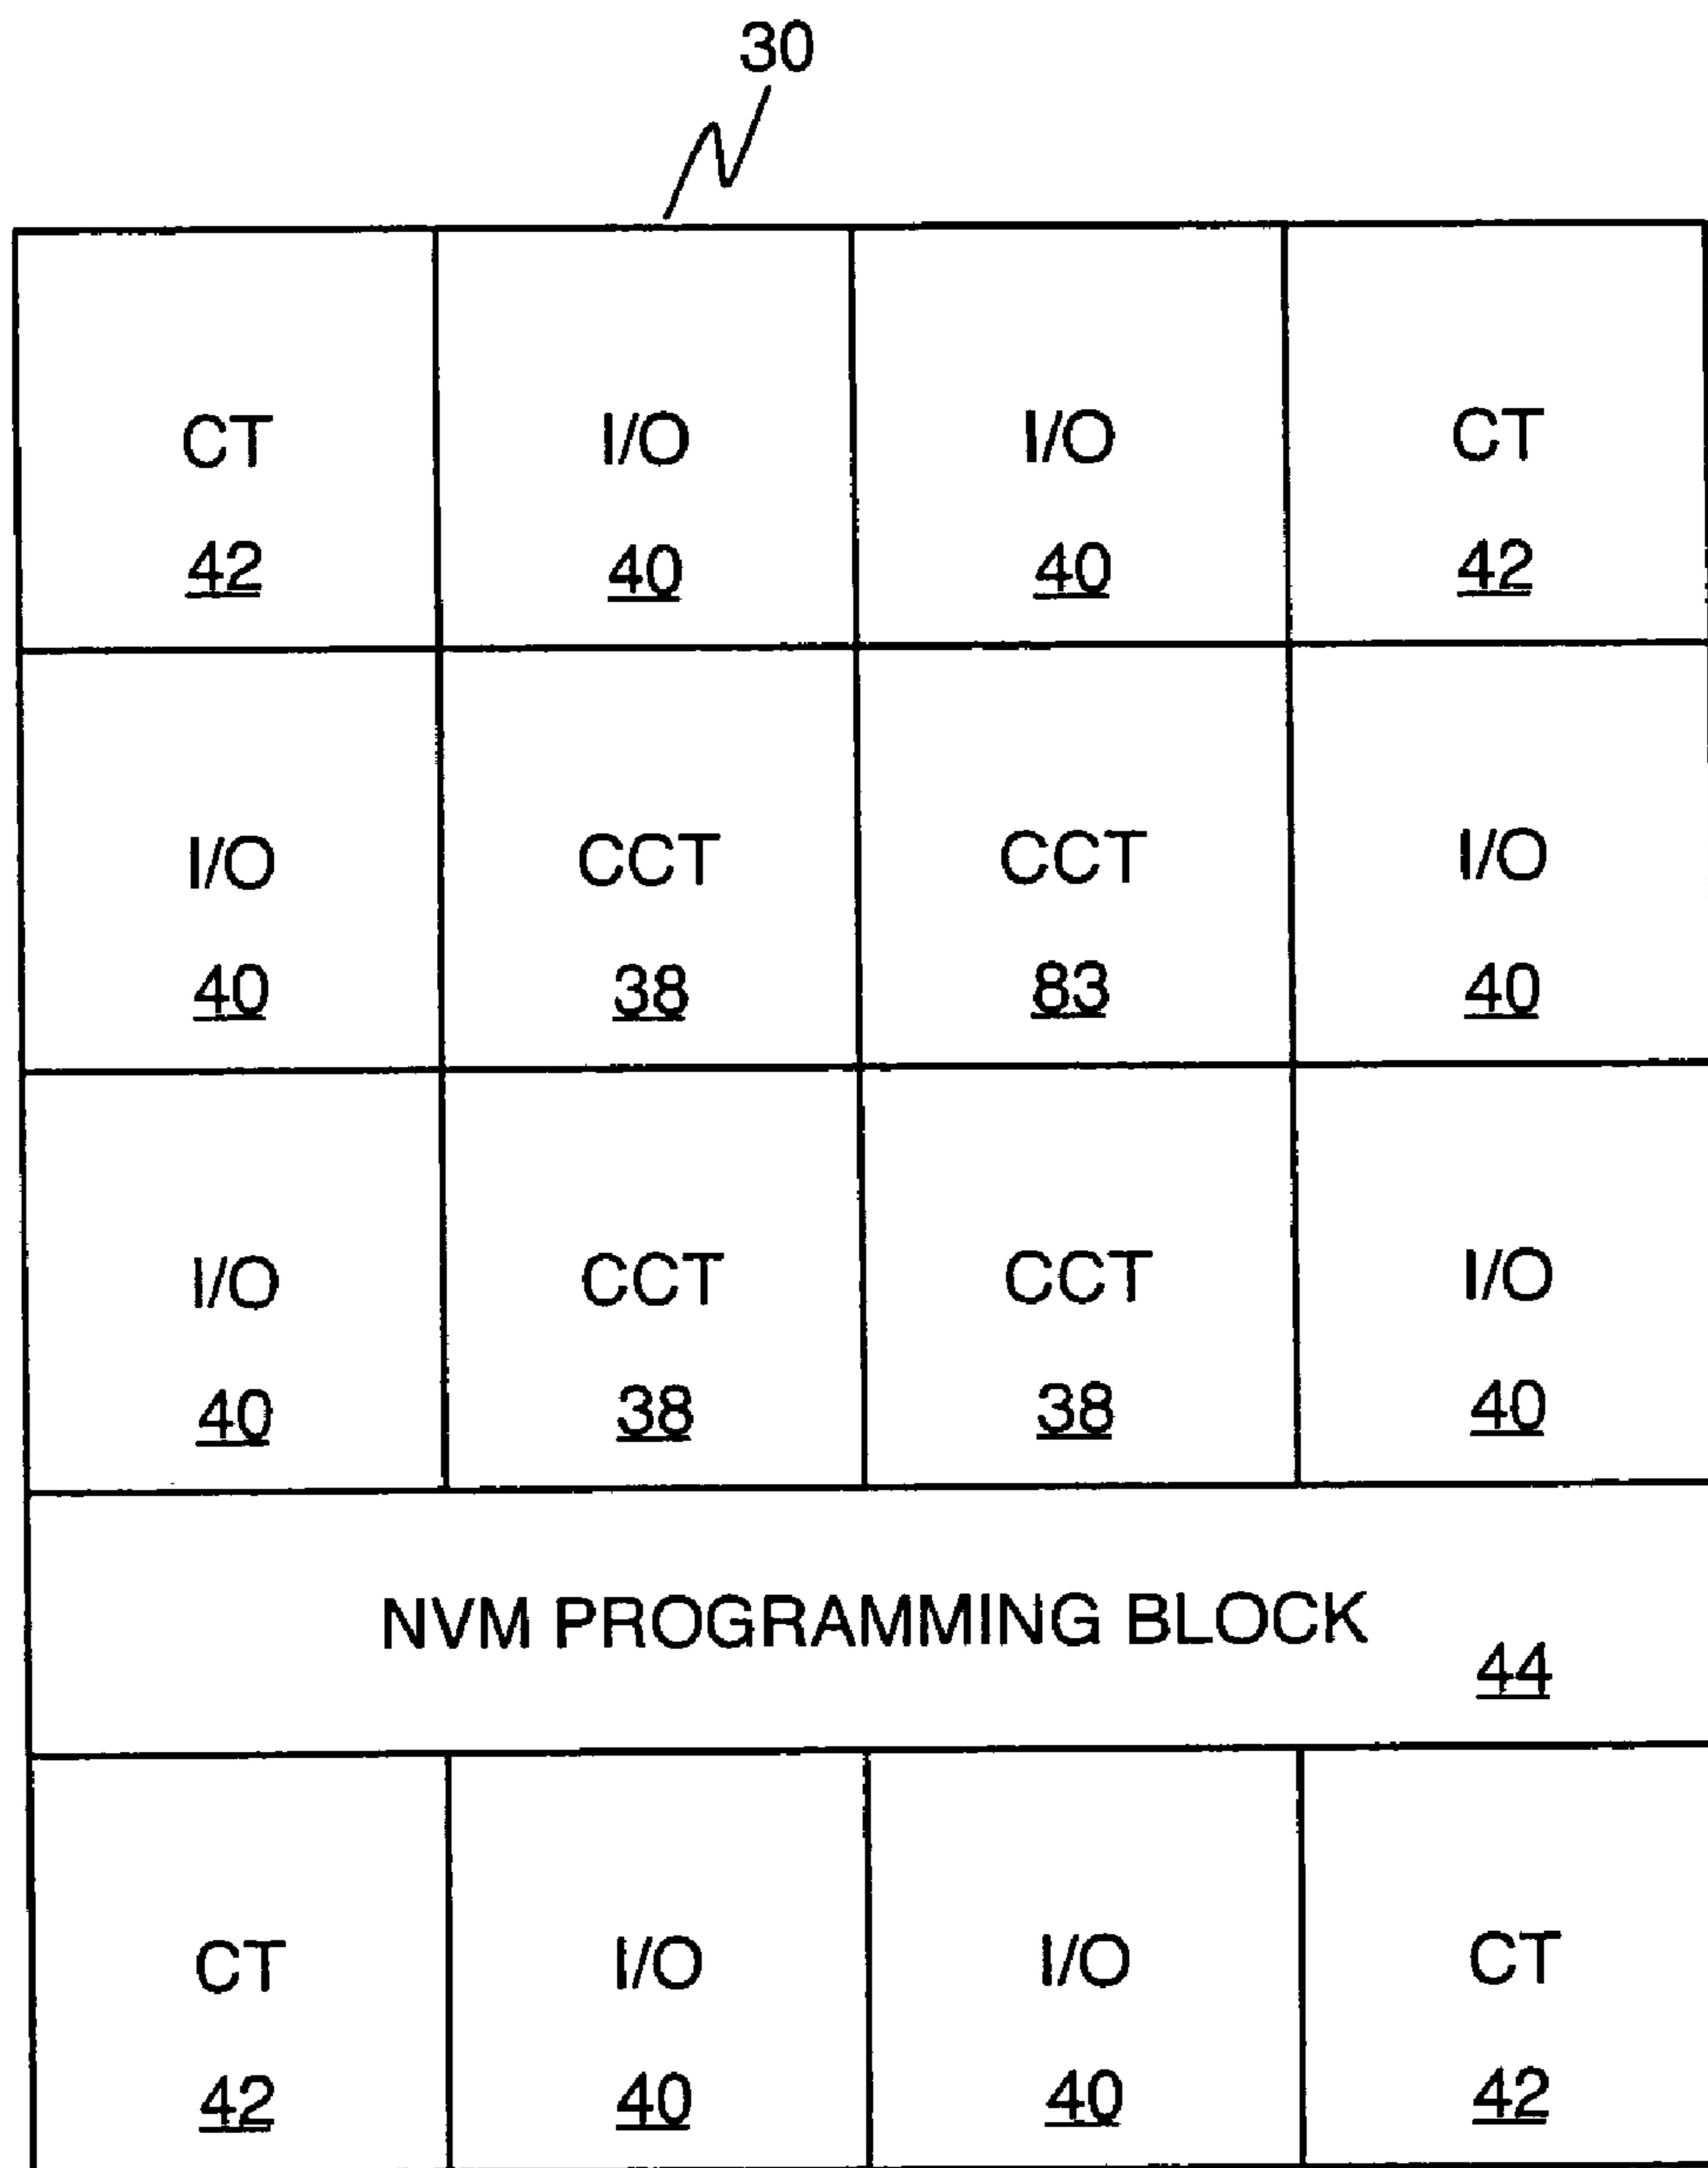 30
CT I/O I/O CT
42 40 40 42
I/O CCT CCT I/O
40 38 83 40
I/O CCT CCT I/O
40 38 38 40
NVM PROGRAMMING BLOCK
44
CT I/O I/O CT
42 40 40 42